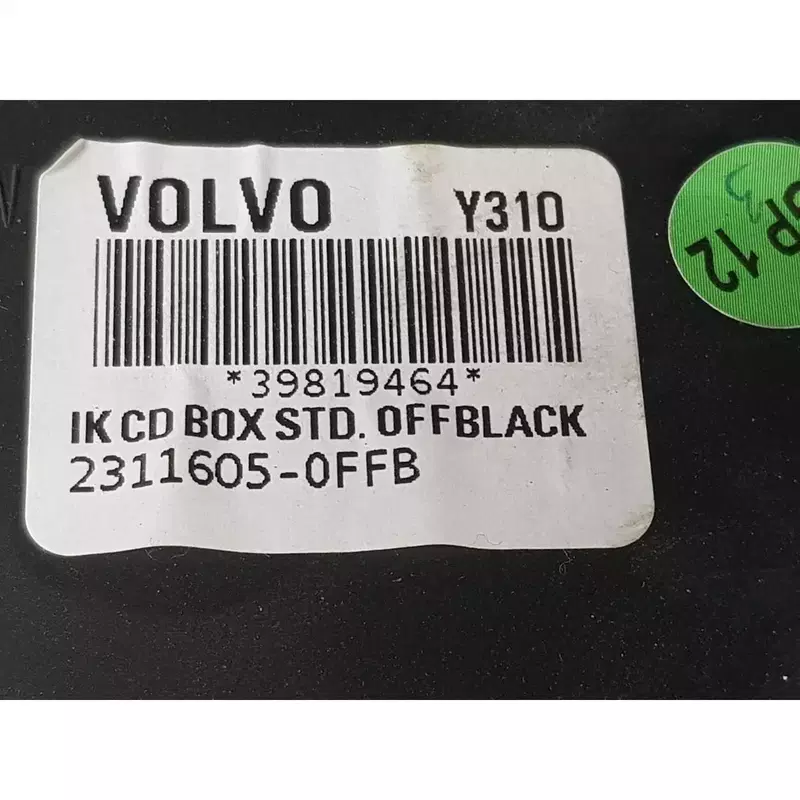 VOLVO Y310
*39819464*
IK CD BOX STD. OFFBLACK
2311605-0FFB